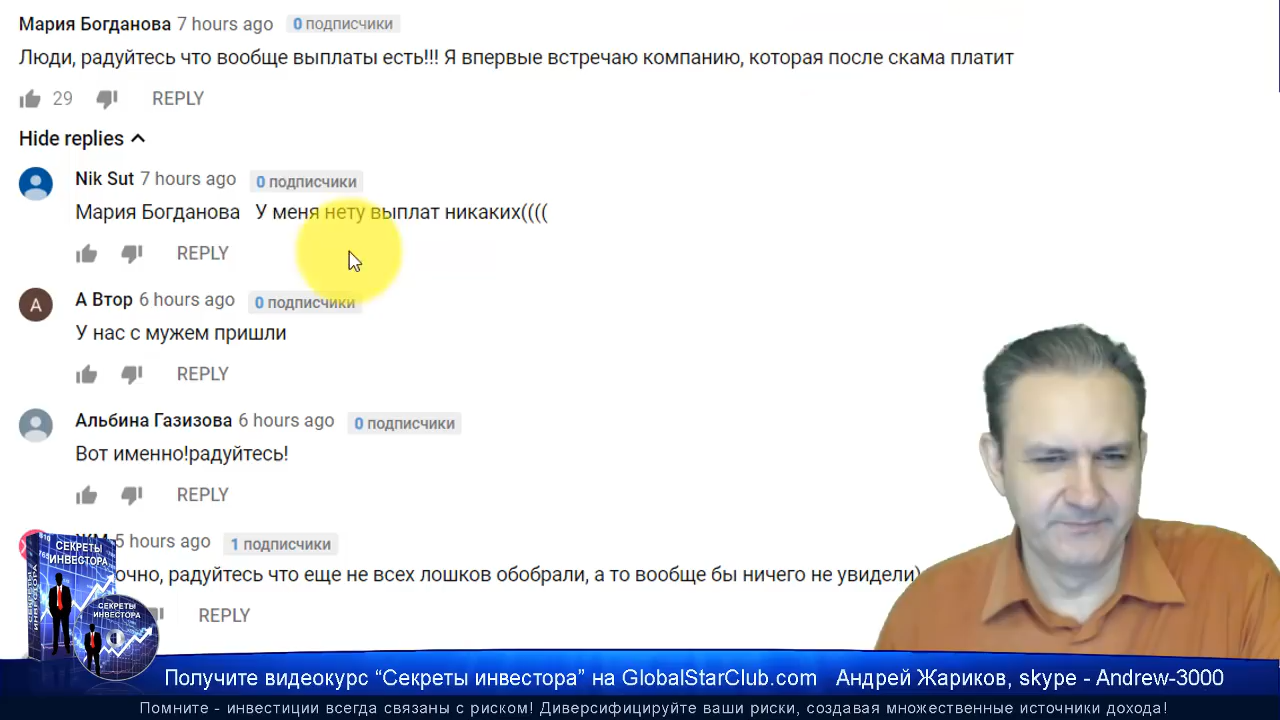 Мария Богданова 7 hours ago 0 подписчики
Люди, радуйтесь что вообще выплаты есть!!! Я впервые встречаю компанию, которая после скама платит
29 REPLY
Hide replies
Nik Sut 7 hours ago 0 подписчики
Мария Богданова У меня нету выплат никаких((((
REPLY
А
А Втор 6 hours ago 0 подписчики
У нас с мужем пришли
REPLY
Альбина Газизова 6 hours ago 0 подписчики
Вот именно!радуйтесь!
REPLY
5 hours ago 1 подписчики
радуйтесь что еще не всех лошков обобрали, а то вообще бы ничего не увидели)
REPLY
СЕКРЕТЫ
ИНВЕСТОРА
СЕКРЕТЫ
ИНВЕСТОРА
Получите видеокурс “Секреты инвестора” на GlobalStarClub.com Андрей Жариков, skype - Andrew-3000
Помните - инвестиции всегда связаны с риском! Диверсифицируйте ваши риски, создавая множественные источники дохода!